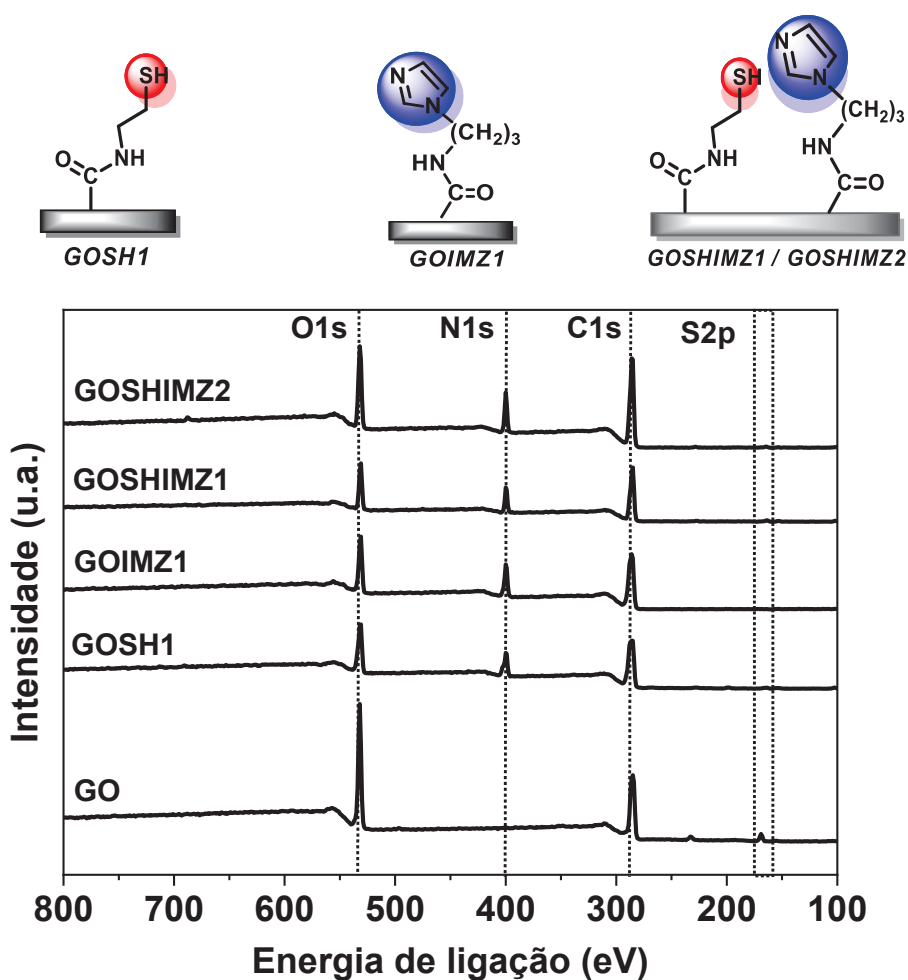 SH
O
C
NH
GOSH1
N
N
(CH₂)₃
HN
C=O
GOIMZ1
SH
N
N
(CH₂)₃
O
C
NH
HN
C=O
GOSHIMZ1 / GOSHIMZ2
O1s
N1s
C1s
S2p
GOSHIMZ2
GOSHIMZ1
GOIMZ1
GOSH1
GO
Intensidade (u.a.)
800 700 600 500 400 300 200 100
Energia de ligação (eV)